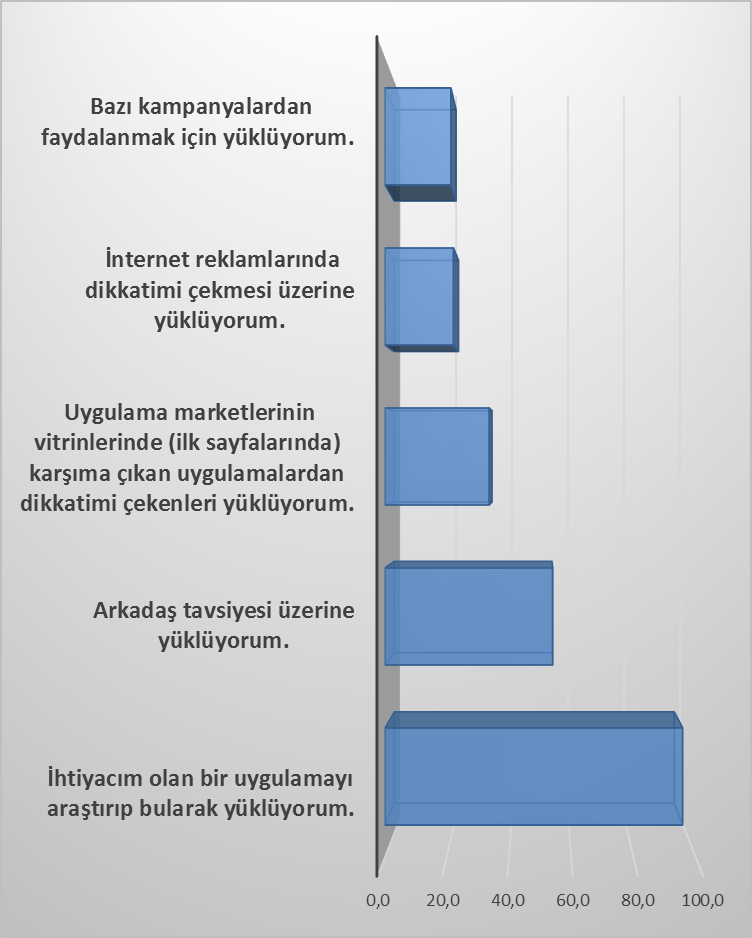 Bazı kampanyalardan
faydalanmak için yüklüyorum.
İnternet reklamlarında
dikkatimi çekmesi üzerine
yüklüyorum.
Uygulama marketlerinin
vitrinlerinde (ilk sayfalarında)
karşıma çıkan uygulamalardan
dikkatimi çekenleri yüklüyorum.
Arkadaş tavsiyesi üzerine
yüklüyorum.
İhtiyacım olan bir uygulamayı
araştırıp bularak yüklüyorum.
0,0 20,0 40,0 60,0 80,0 100,0